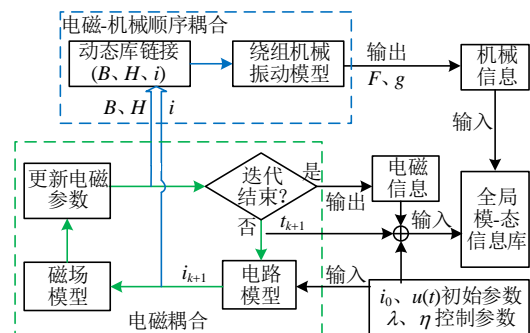 电磁-机械顺序耦合
动态库链接
(B、H、i)
绕组机械
振动模型
输出
F、g
机械
信息
B、H
i
输入
更新电磁
参数
迭代
结束?
是
输出
电磁
信息
全局
模-态
信息库
否
t_{k+1}
输入
磁场
模型
i_{k+1}
电路
模型
输入
i_0、u(t)初始参数
λ、η 控制参数
电磁耦合